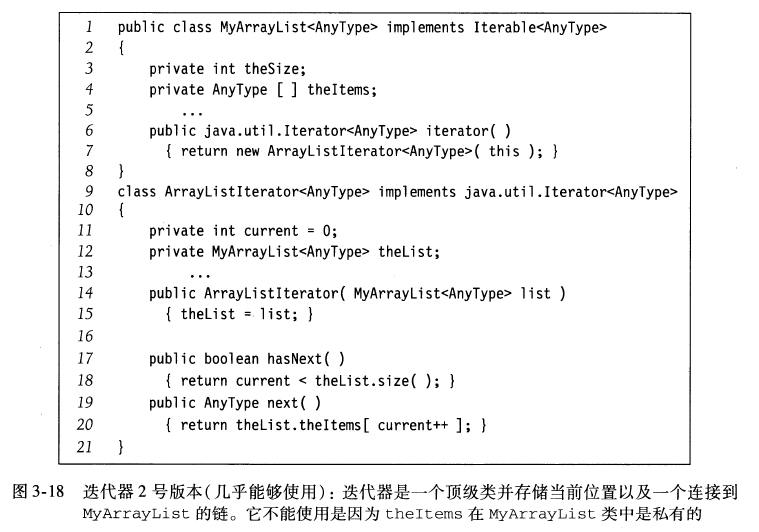 1 public class MyArrayList<AnyType> implements Iterable<AnyType>
2 {
3 private int theSize;
4 private AnyType [ ] theItems;
5 ...
6 public java.util.Iterator<AnyType> iterator( )
7 { return new ArrayListIterator<AnyType>( this ); }
8 }
9 class ArrayListIterator<AnyType> implements java.util.Iterator<AnyType>
10 {
11 private int current = 0;
12 private MyArrayList<AnyType> theList;
13 ...
14 public ArrayListIterator( MyArrayList<AnyType> list )
15 { theList = list; }
16
17 public boolean hasNext( )
18 { return current < theList.size( ); }
19 public AnyType next( )
20 { return theList.theItems[ current++ ]; }
21 }
图 3-18 迭代器 2 号版本(几乎能够使用)：迭代器是一个顶级类并存储当前位置以及一个连接到
MyArrayList 的链。它不能使用是因为 theItems 在 MyArrayList 类中是私有的